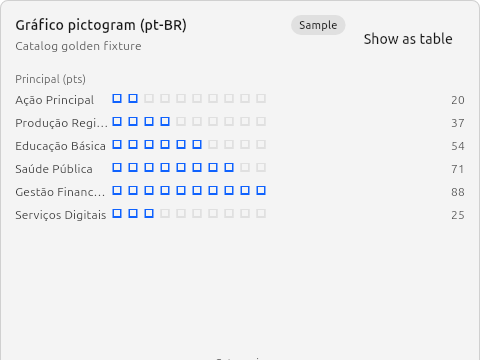 Gráfico pictogram (pt-BR)
Sample
Show as table
Catalog golden fixture
Principal (pts)
Ação Principal 20
Produção Regi… 37
Educação Básica 54
Saúde Pública 71
Gestão Financ… 88
Serviços Digitais 25